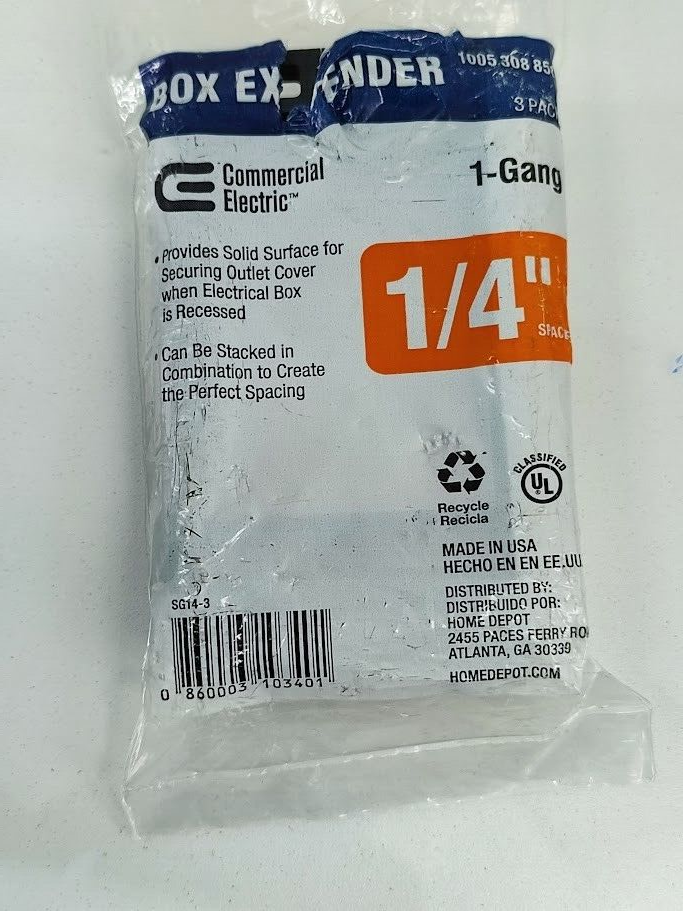 BOX EX ENDER
1005 308 85
3 PAC
Commercial
Electric™
1-Gang
• Provides Solid Surface for
Securing Outlet Cover
when Electrical Box
is Recessed
1/4"
SPACE
• Can Be Stacked in
Combination to Create
the Perfect Spacing
Recycle
Recicla
CLASSIFIED
UL
®
MADE IN USA
HECHO EN EN EE.UU
DISTRIBUTED BY:
DISTRIBUIDO POR:
HOME DEPOT
2455 PACES FERRY RO
ATLANTA, GA 30339
HOMEDEPOT.COM
SG14-3
0 860003 103401